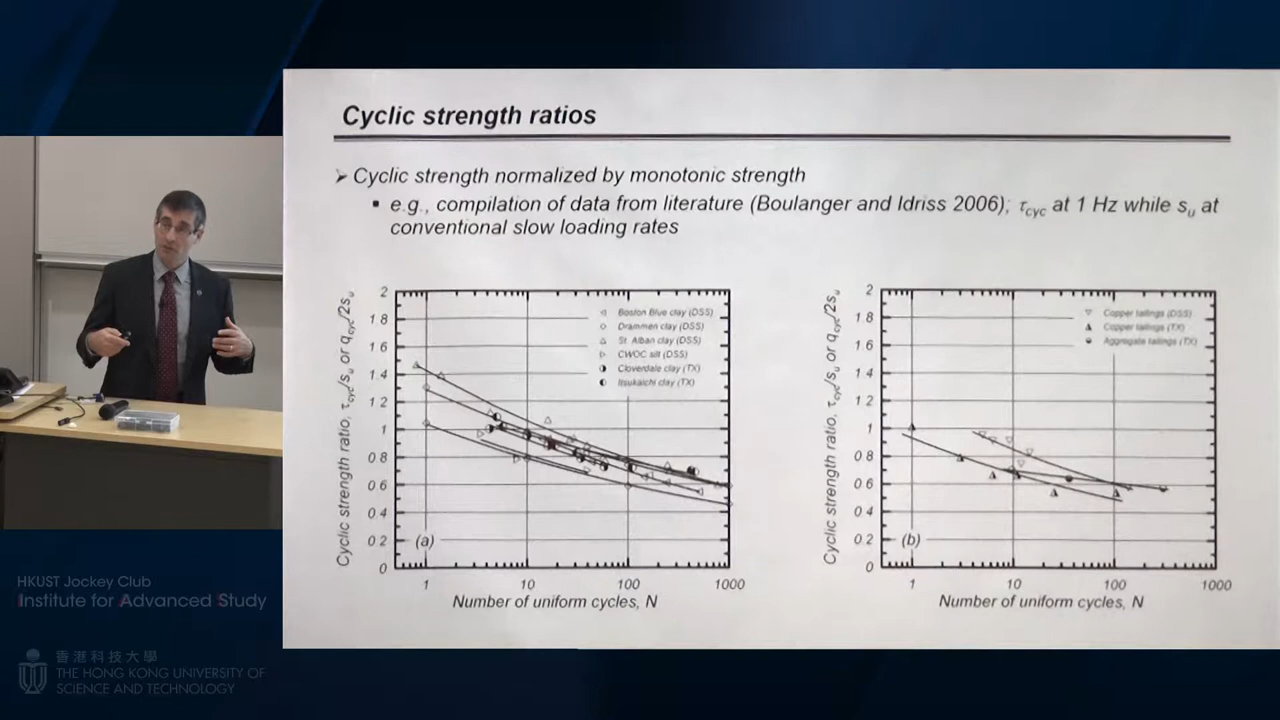 Cyclic strength ratios
➤ Cyclic strength normalized by monotonic strength
▪ e.g., compilation of data from literature (Boulanger and Idriss 2006); τcyc at 1 Hz while su at
conventional slow loading rates
Cyclic strength ratio, τcyc/su or qcyc/2su
2
1 8
1 6
1 4
1 2
1
0 8
0 6
0 4
0 2
0
Boston Blue clay (DSS)
Drammen clay (DSS)
St Alban clay (DSS)
CWOC silt (DSS)
Cloverdale clay (TX)
Itsukaichi clay (TX)
(a)
1 10 100 1000
Number of uniform cycles, N
Cyclic strength ratio, τcyc/su or qcyc/2su
2
1 8
1 6
1 4
1 2
1
0 8
0 6
0 4
0 2
0
Copper tailings (DSS)
Copper tailings (TX)
Aggregate tailings (TX)
(b)
1 10 100 1000
Number of uniform cycles, N
HKUST Jockey Club
Institute for Advanced Study
香港科技大學
THE HONG KONG UNIVERSITY OF
SCIENCE AND TECHNOLOGY